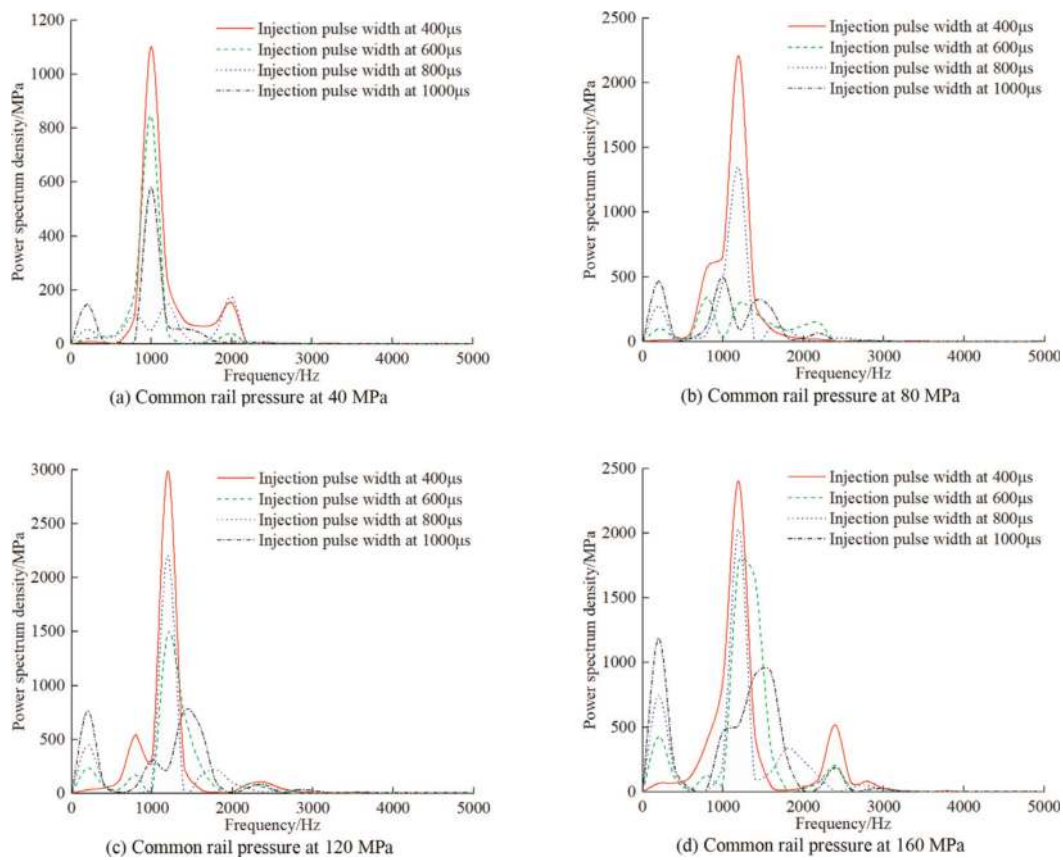 1200
1000
800
600
400
200
0
Power spectrum density/MPa
Injection pulse width at 400μs
Injection pulse width at 600μs
Injection pulse width at 800μs
Injection pulse width at 1000μs
0 1000 2000 3000 4000 5000
Frequency/Hz
(a) Common rail pressure at 40 MPa
2500
2000
1500
1000
500
0
Power spectrum density/MPa
Injection pulse width at 400μs
Injection pulse width at 600μs
Injection pulse width at 800μs
Injection pulse width at 1000μs
0 1000 2000 3000 4000 5000
Frequency/Hz
(b) Common rail pressure at 80 MPa
3000
2500
2000
1500
1000
500
0
Power spectrum density/MPa
Injection pulse width at 400μs
Injection pulse width at 600μs
Injection pulse width at 800μs
Injection pulse width at 1000μs
0 1000 2000 3000 4000 5000
Frequency/Hz
(c) Common rail pressure at 120 MPa
2500
2000
1500
1000
500
0
Power spectrum density/MPa
Injection pulse width at 400μs
Injection pulse width at 600μs
Injection pulse width at 800μs
Injection pulse width at 1000μs
0 1000 2000 3000 4000 5000
Frequency/Hz
(d) Common rail pressure at 160 MPa